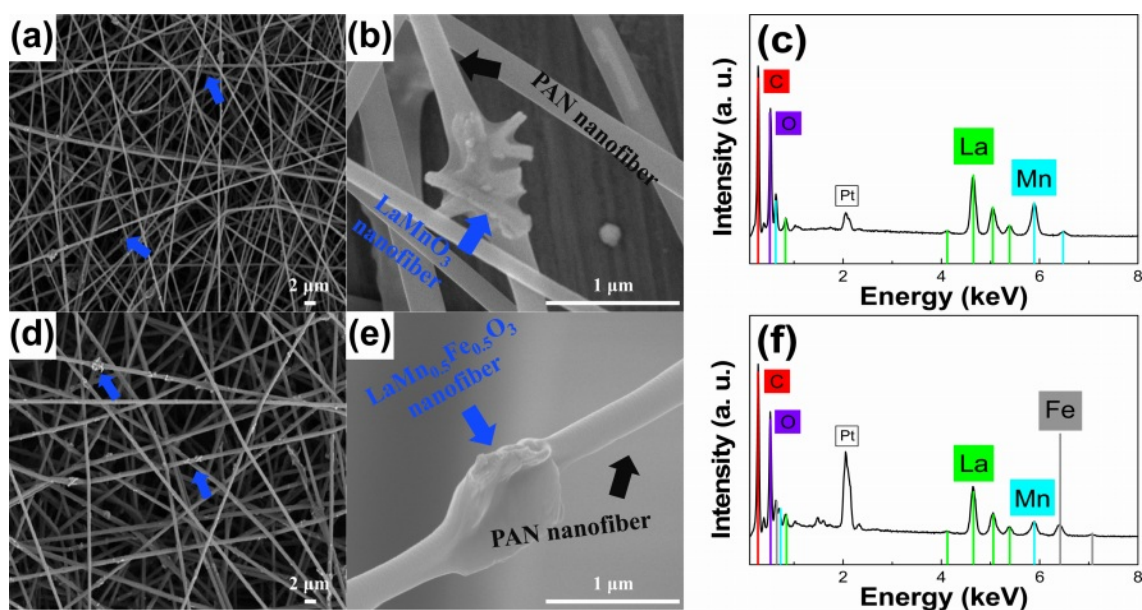 (a)
2 μm
(b)
PAN nanofiber
LaMnO3
nanofiber
1 μm
(c)
C
O
Pt
La
Mn
Intensity (a. u.)
2
4
6
8
Energy (keV)
(d)
2 μm
(e)
LaMn0.5Fe0.5O3
nanofiber
PAN nanofiber
1 μm
(f)
C
O
Pt
La
Mn
Fe
Intensity (a. u.)
2
4
6
8
Energy (keV)